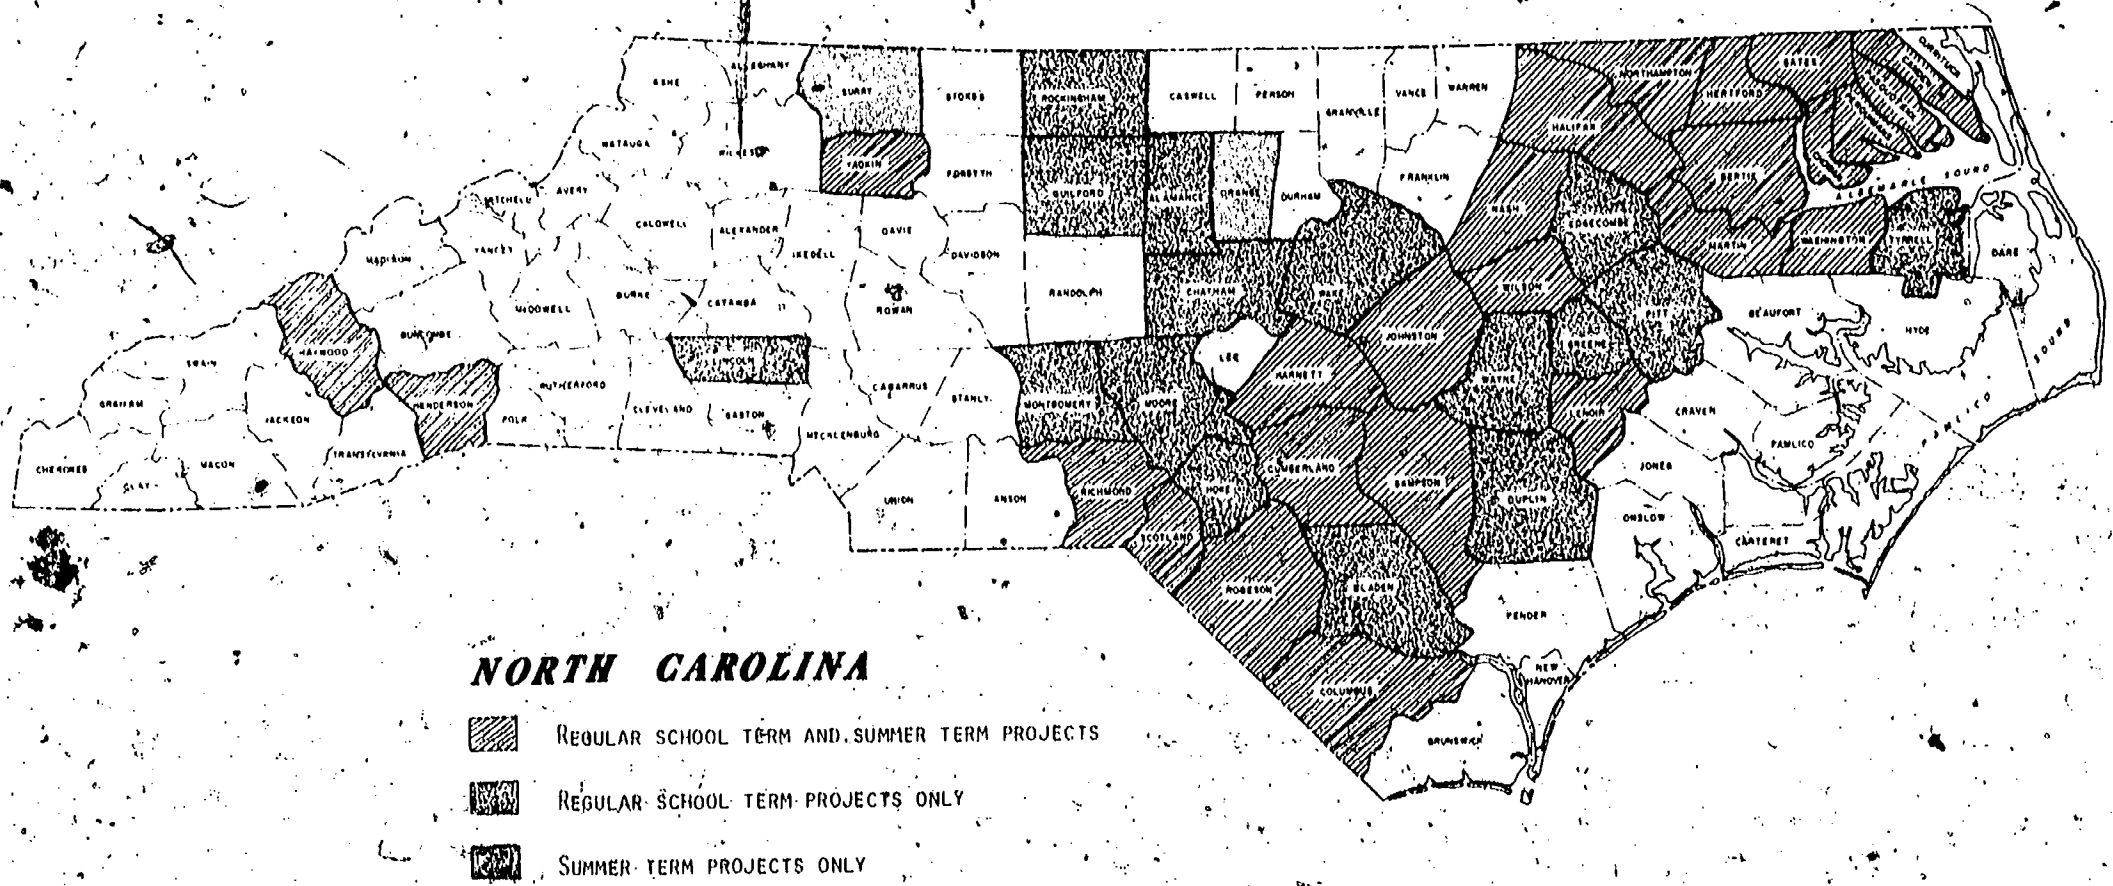 ALLEGHANY
ASHE
SURRY
STOKES
ROCKINGHAM
CASWELL
PERSON
GRANVILLE
VANCE
WARREN
NORTHAMPTON
GATES
HERTFORD
CURRITUCK
CAMDEN
HALIFAX
WATAUGA
WILKES
YADKIN
FORSYTH
GUILFORD
ALAMANCE
ORANGE
DURHAM
FRANKLIN
NASH
EDGECOMBE
BERTIE
ALBEMARLE SOUND
MITCHELL
AVERY
CALDWELL
ALEXANDER
IREDELL
DAVIE
DAVIDSON
MARTIN
WASHINGTON
TYRRELL
DARE
MADISON
YANCEY
McDOWELL
BURKE
CATAWBA
ROWAN
RANDOLPH
CHATHAM
WAKE
WILSON
PITT
BEAUFORT
HYDE
HAYWOOD
BUNCOMBE
LINCOLN
LEE
JOHNSTON
GREENE
SWAIN
RUTHERFORD
CABARRUS
STANLY
MONTGOMERY
MOORE
HARNETT
WAYNE
LENOIR
CRAVEN
PAMLICO SOUND
GRAHAM
JACKSON
HENDERSON
POLK
CLEVELAND
GASTON
MECKLENBURG
PAMLICO
CHEROKEE
CLAY
MACON
TRANSYLVANIA
UNION
ANSON
RICHMOND
HOKE
CUMBERLAND
SAMPSON
DUPLIN
JONES
ONSLOW
CARTERET
SCOTLAND
ROBESON
BLADEN
PENDER
NEW
HANOVER
COLUMBUS
BRUNSWICK
NORTH CAROLINA
REGULAR SCHOOL TERM AND SUMMER TERM PROJECTS
REGULAR SCHOOL TERM PROJECTS ONLY
SUMMER TERM PROJECTS ONLY